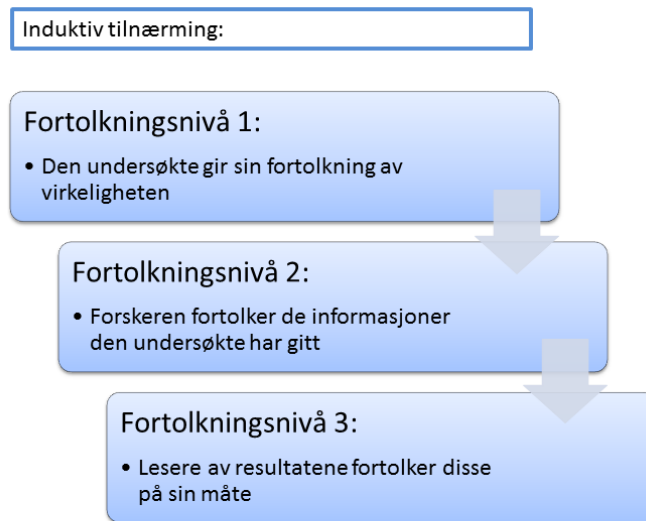 Induktiv tilnærming:
Fortolkningsnivå 1:
• Den undersøkte gir sin fortolkning av
virkeligheten
Fortolkningsnivå 2:
• Forskeren fortolker de informasjoner
den undersøkte har gitt
Fortolkningsnivå 3:
• Lesere av resultatene fortolker disse
på sin måte